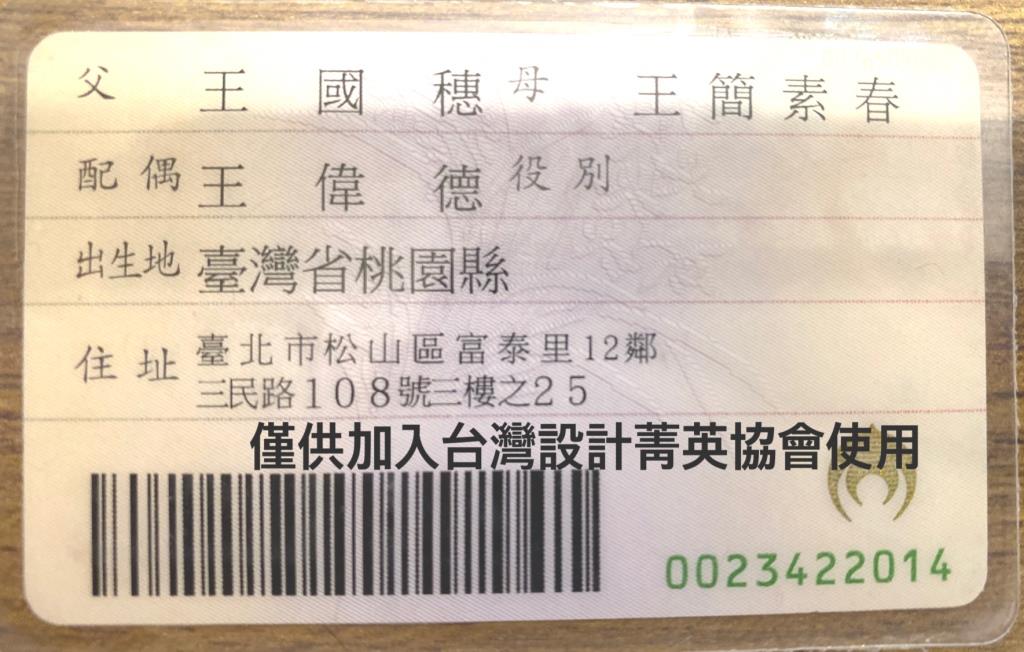 父 王國穗 母 王簡素春
配偶 王偉德 役別
出生地 臺灣省桃園縣
住址 臺北市松山區富泰里12鄰
三民路108號三樓之25
僅供加入台灣設計菁英協會使用
0023422014